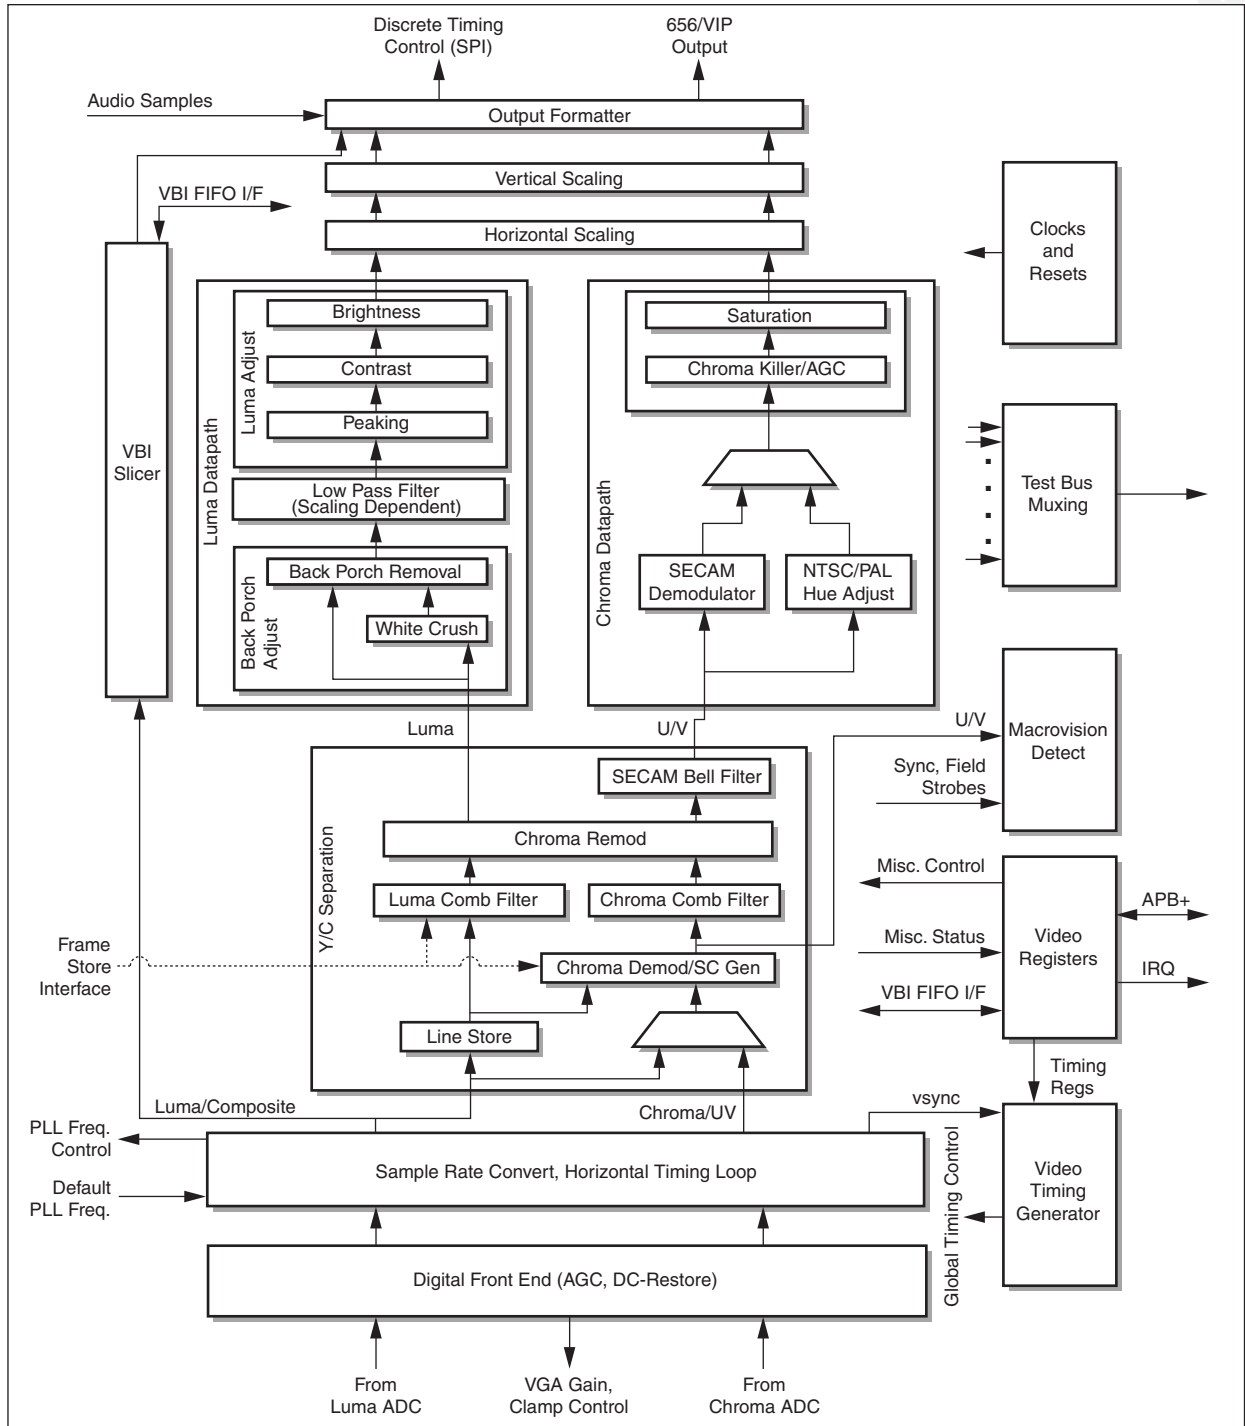 Discrete Timing
Control (SPI)
656/VIP
Output
Audio Samples
Output Formatter
Vertical Scaling
VBI FIFO I/F
Horizontal Scaling
Clocks
and
Resets
Brightness
Contrast
Peaking
Luma Adjust
Saturation
Chroma Killer/AGC
VBI
Slicer
Luma Datapath
Low Pass Filter
(Scaling Dependent)
Test Bus
Muxing
Chroma Datapath
Back Porch Removal
White Crush
Back Porch
Adjust
SECAM
Demodulator
NTSC/PAL
Hue Adjust
Luma
U/V
U/V
Macrovision
Detect
Sync, Field
Strobes
SECAM Bell Filter
Chroma Remod
Y/C Separation
Luma Comb Filter
Chroma Comb Filter
Misc. Control
APB+
Misc. Status
Video
Registers
IRQ
VBI FIFO I/F
Frame
Store
Interface
Chroma Demod/SC Gen
Line Store
Timing
Regs
Luma/Composite
Chroma/UV
vsync
PLL Freq.
Control
Default
PLL Freq.
Sample Rate Convert, Horizontal Timing Loop
Global Timing Control
Video
Timing
Generator
Digital Front End (AGC, DC-Restore)
From
Luma ADC
VGA Gain,
Clamp Control
From
Chroma ADC